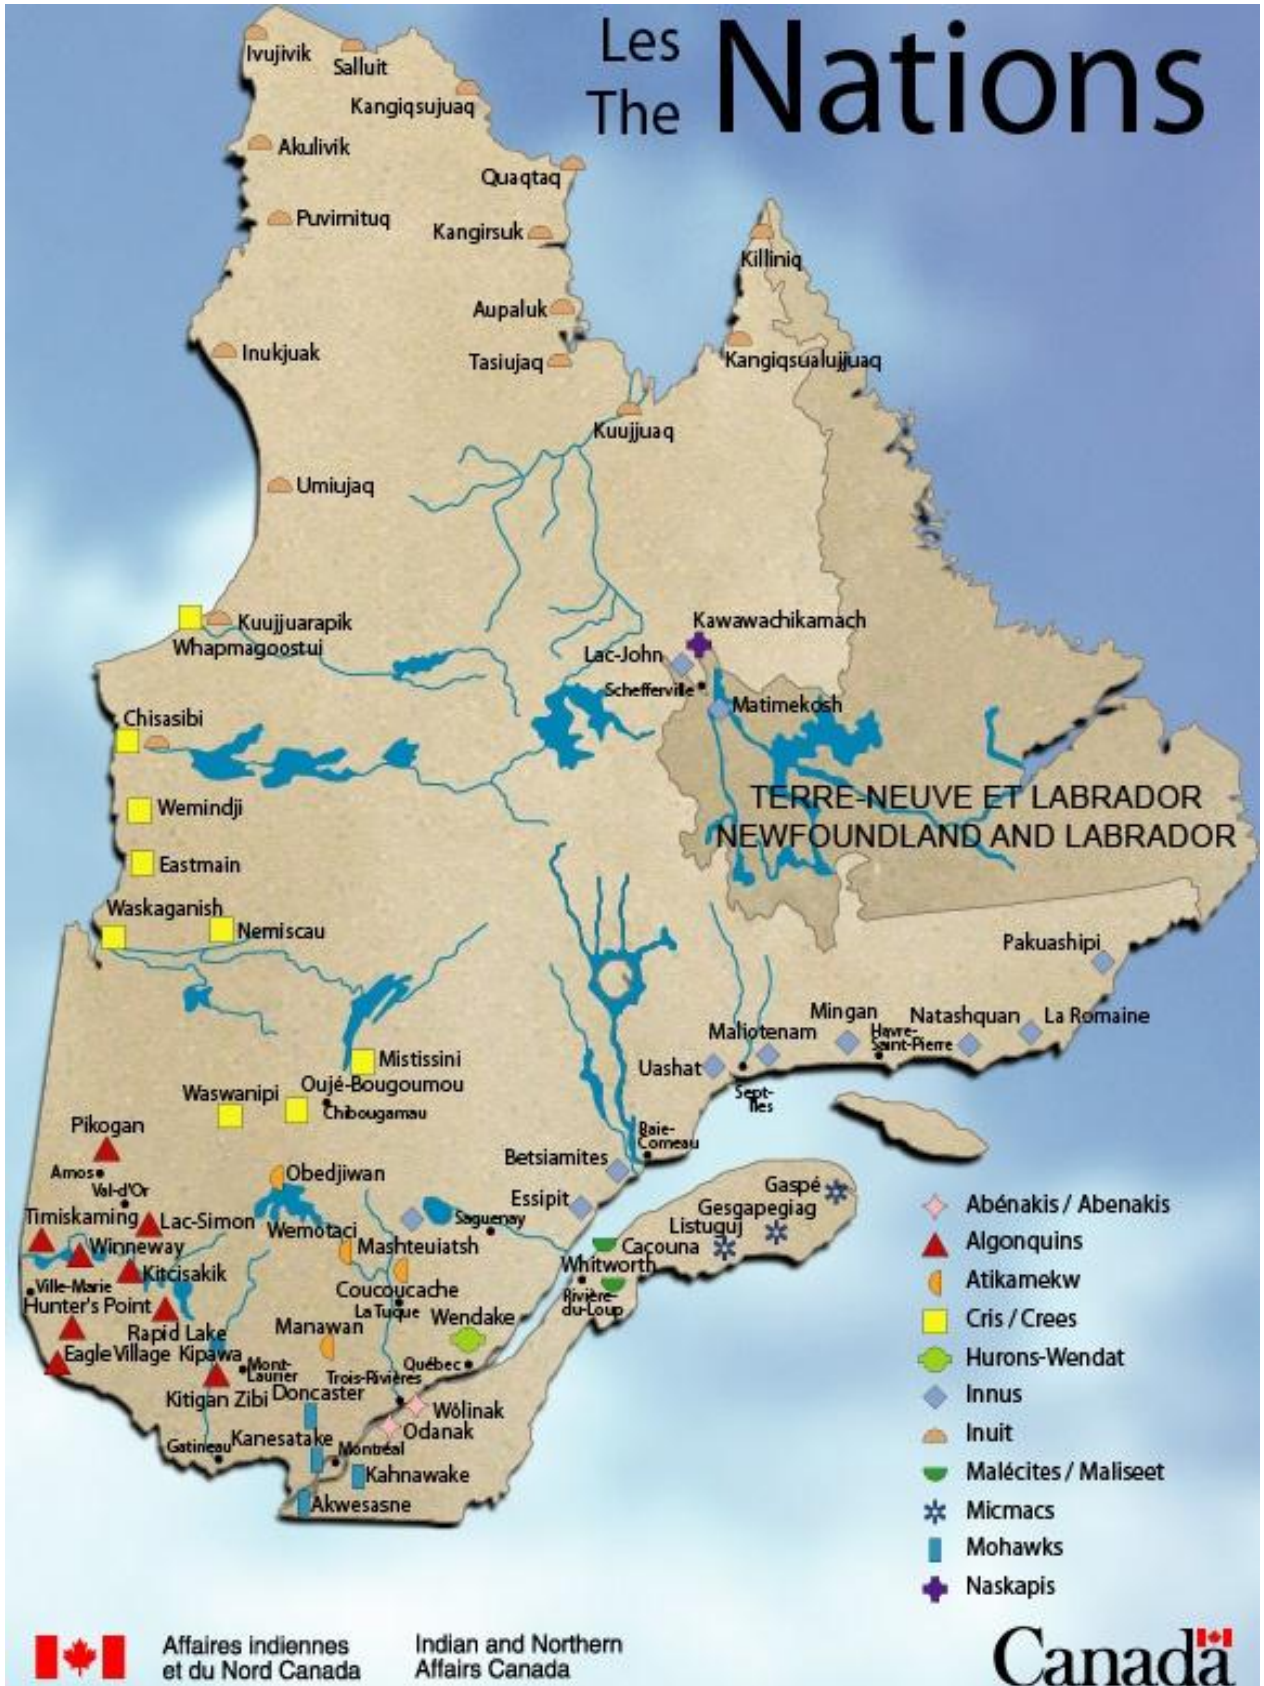 Les
The
Nations
Ivujivik
Salluit
Kangiqsujuaq
Akulivik
Quaqtaq
Puvirnituq
Kangirsuk
Killiniq
Aupaluk
Inukjuak
Tasiujaq
Kangiqsualujjuaq
Kuujjuaq
Umiujaq
Kuujjuarapik
Whapmagoostui
Kawawachikamach
Lac-John
Schefferville
Matimekosh
Chisasibi
Wemindji
TERRE-NEUVE ET LABRADOR
NEWFOUNDLAND AND LABRADOR
Eastmain
Waskaganish
Nemiscau
Pakuashipi
Mingan
Natashquan
La Romaine
Maliotenam
Havre-
Saint-Pierre
Uashat
Sept-
Îles
Mistissini
Oujé-Bougoumou
Waswanipi
Chibougamau
Pikogan
Baie-
Comeau
Betsiamites
Amos
Obedjiwan
Val-d'Or
Essipit
Gaspé
Gesgapegiag
Timiskaming
Lac-Simon
Wemotaci
Saguenay
Listuguj
Winneway
Mashteuiatsh
Cacouna
Whitworth
Kitcisakik
Ville-Marie
Coucoucache
Rivière-
du-Loup
Hunter's Point
La Tuque
Wendake
Rapid Lake
Manawan
Eagle Village Kipawa
Mont-
Laurier
Québec
Trois-Rivières
Kitigan Zibi
Doncaster
Wôlinak
Odanak
Kanesatake
Gatineau
Montréal
Kahnawake
Akwesasne
Abénakis / Abenakis
Algonquins
Atikamekw
Cris / Crees
Hurons-Wendat
Innus
Inuit
Malécites / Maliseet
Micmacs
Mohawks
Naskapis
Affaires indiennes
et du Nord Canada
Indian and Northern
Affairs Canada
Canada